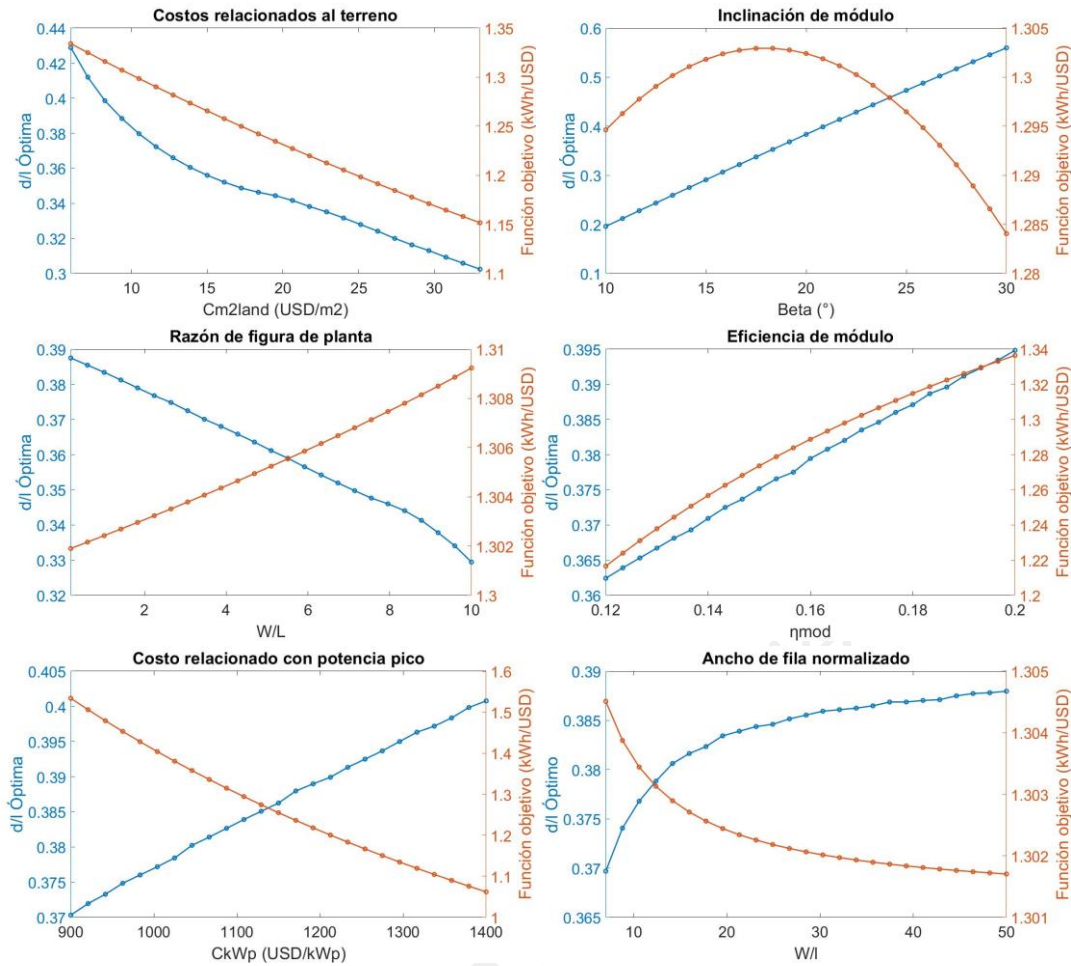 Costos relacionados al terreno
0.44
0.42
0.4
0.38
0.36
0.34
0.32
0.3
d/l Óptima
1.35
1.3
1.25
1.2
1.15
1.1
Función objetivo (kWh/USD)
10 15 20 25 30
Cm2land (USD/m2)
Inclinación de módulo
0.6
0.5
0.4
0.3
0.2
0.1
d/l Óptima
1.305
1.3
1.295
1.29
1.285
1.28
Función objetivo (kWh/USD)
10 15 20 25 30
Beta (°)
Razón de figura de planta
0.39
0.38
0.37
0.36
0.35
0.34
0.33
0.32
d/l Óptima
1.31
1.308
1.306
1.304
1.302
1.3
Función objetivo (kWh/USD)
2 4 6 8 10
W/L
Eficiencia de módulo
0.395
0.39
0.385
0.38
0.375
0.37
0.365
0.36
d/l Óptima
1.34
1.32
1.3
1.28
1.26
1.24
1.22
1.2
Función objetivo (kWh/USD)
0.12 0.14 0.16 0.18 0.2
ηmod
Costo relacionado con potencia pico
0.405
0.4
0.395
0.39
0.385
0.38
0.375
0.37
d/l Óptima
1.6
1.5
1.4
1.3
1.2
1.1
1
Función objetivo (kWh/USD)
900 1000 1100 1200 1300 1400
CkWp (USD/kWp)
Ancho de fila normalizado
0.39
0.385
0.38
0.375
0.37
0.365
d/l Óptimo
1.305
1.304
1.303
1.302
1.301
Función objetivo (kWh/USD)
10 20 30 40 50
W/l